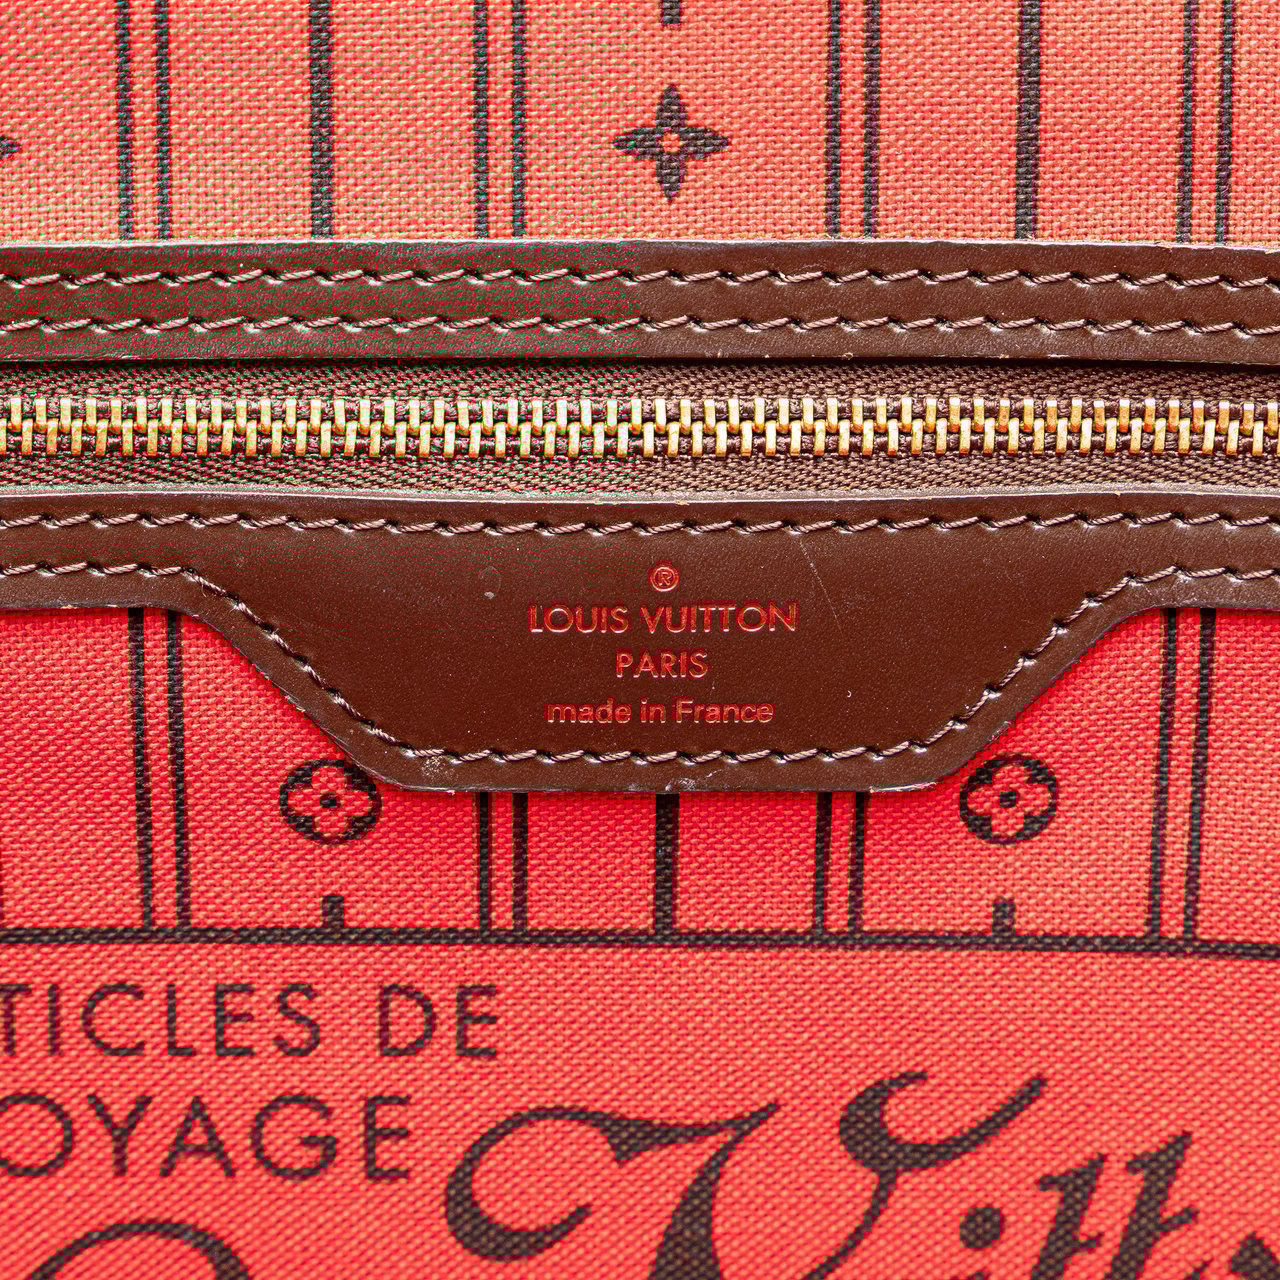 ®
LOUIS VUITTON
PARIS
made in France
TICLES DE
OYAGE